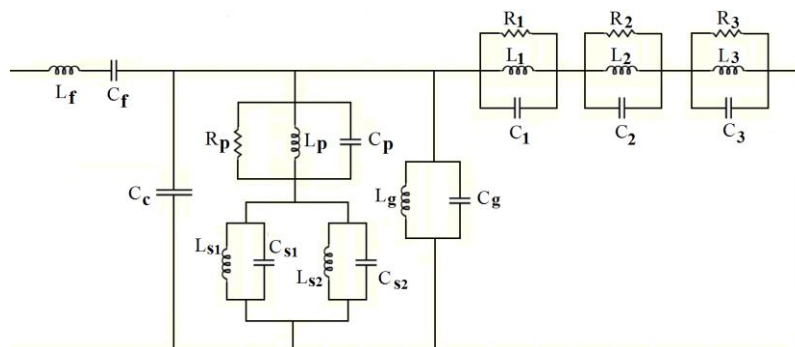 R1 R2 R3
L1 L2 L3
Lf Cf
C1 C2 C3
Rp Lp Cp
Cc Lg Cg
Ls1 Cs1 Ls2 Cs2